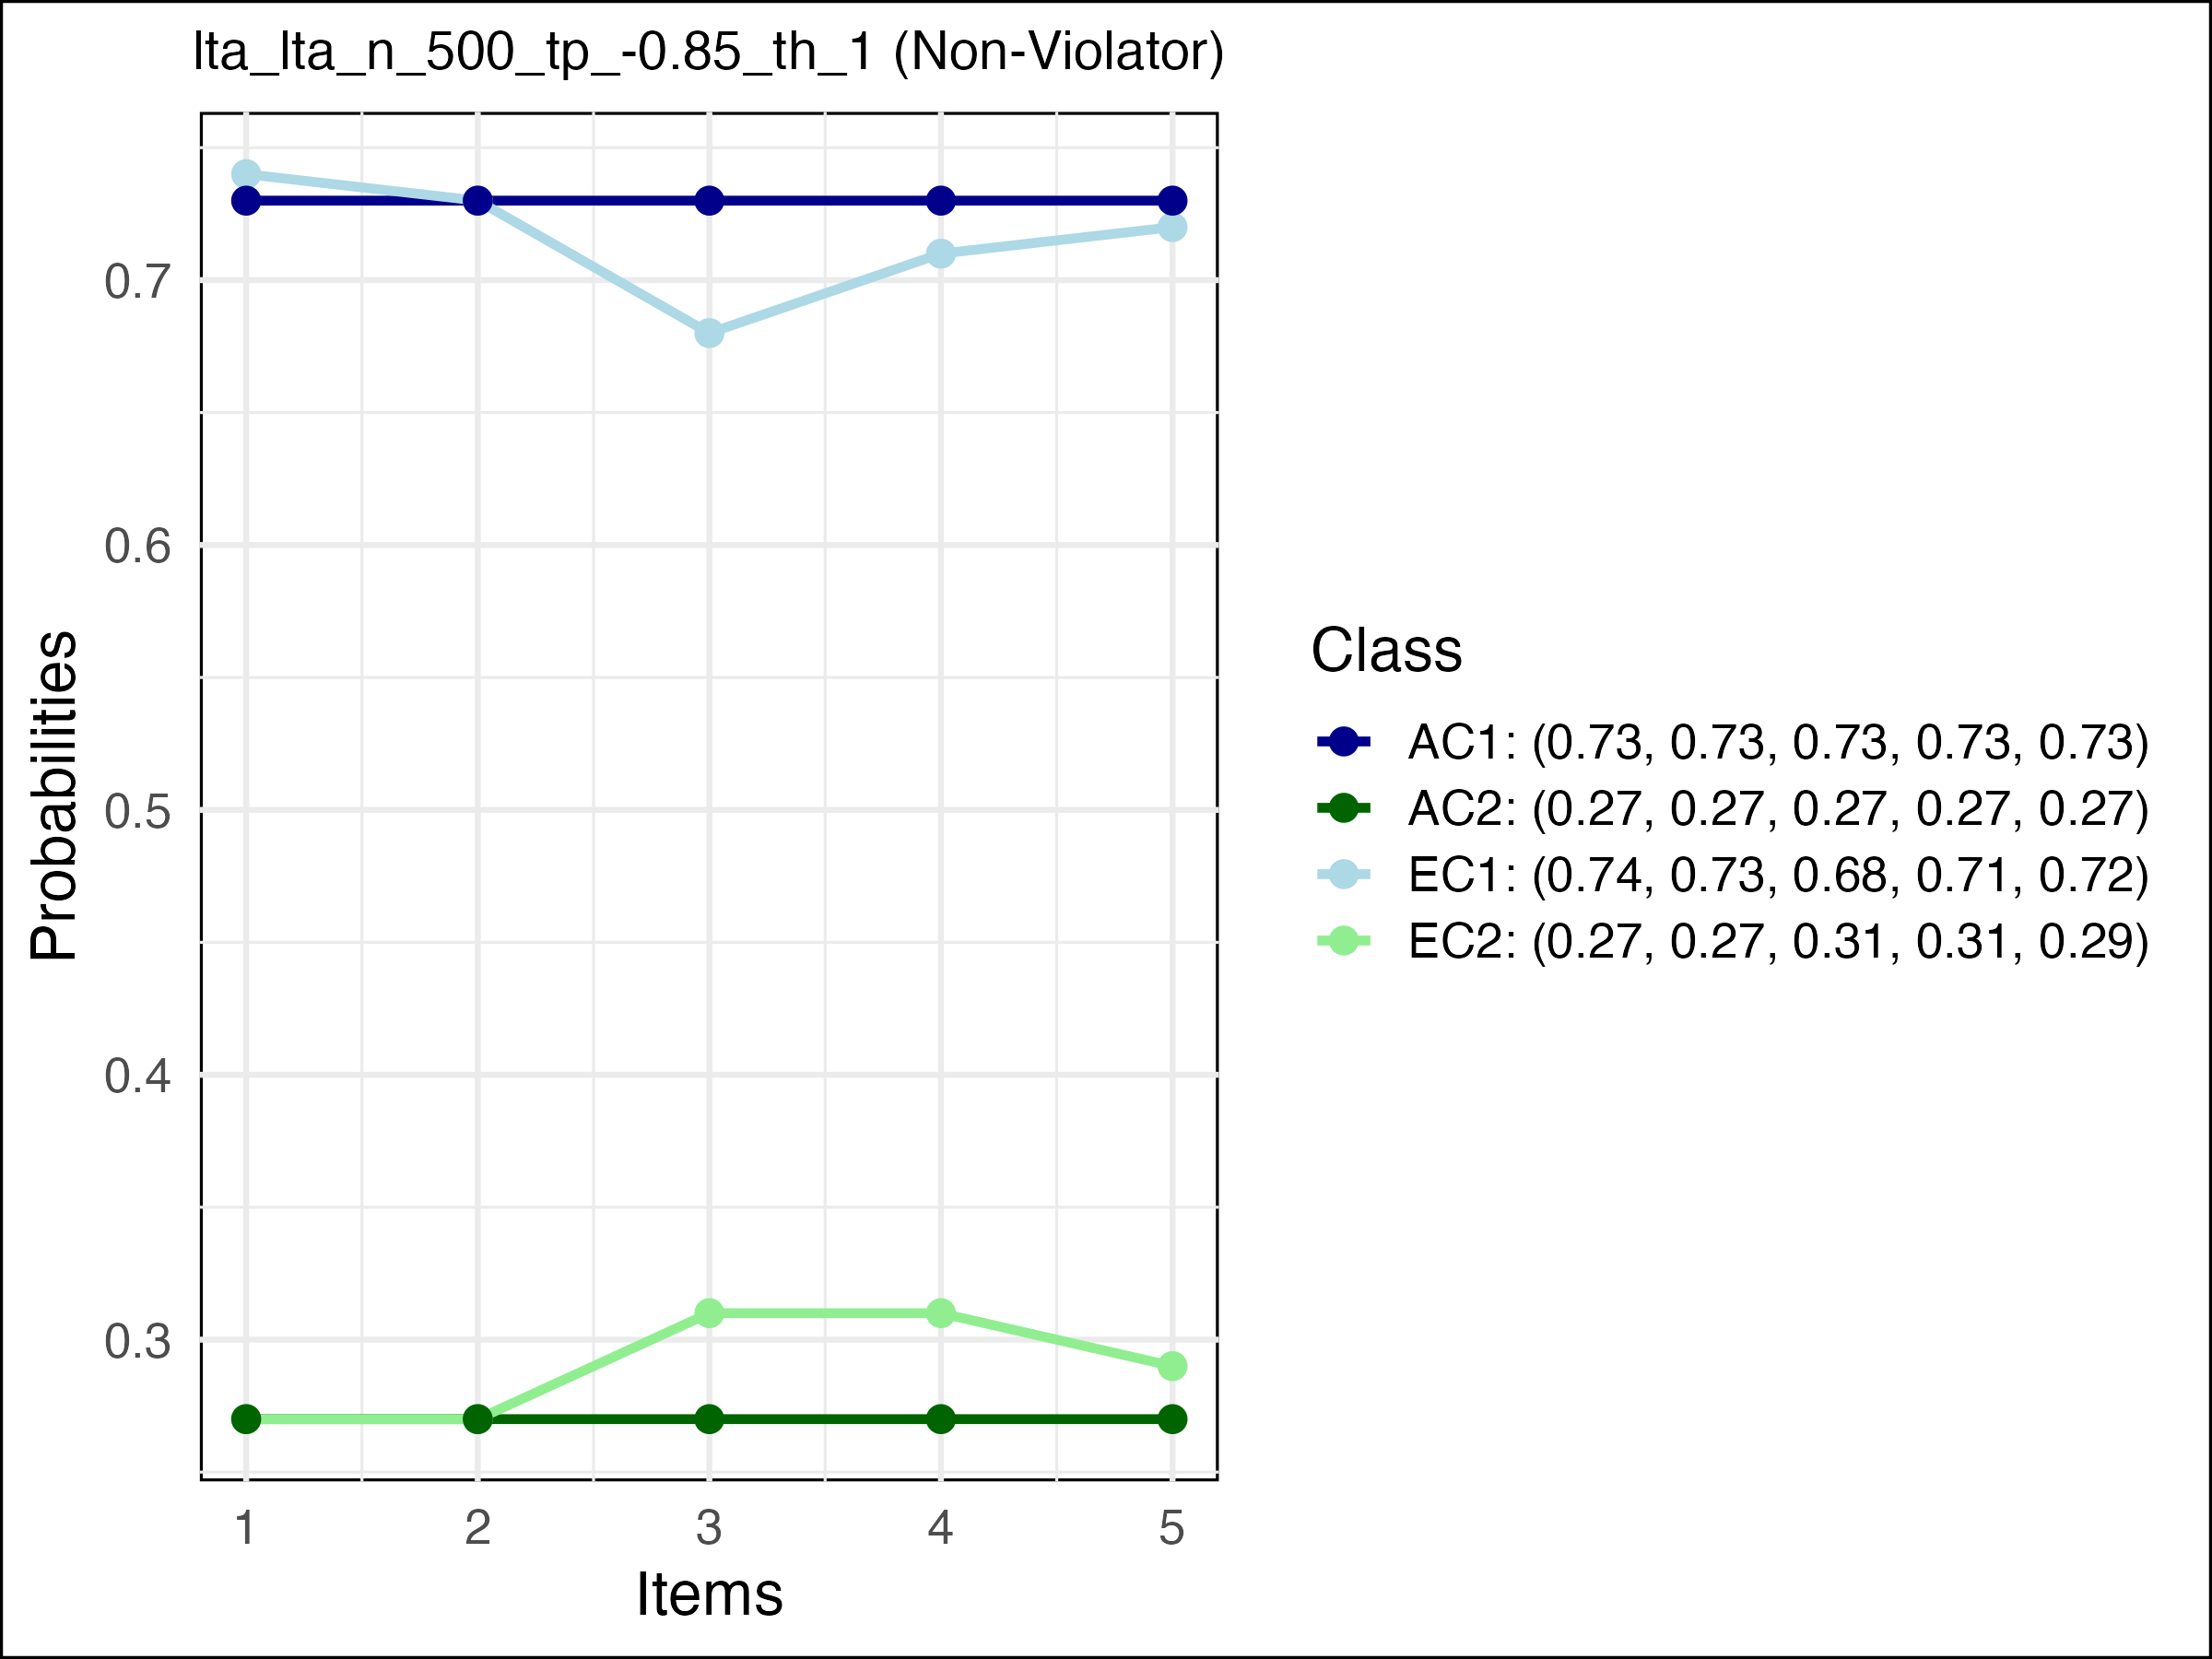 lta_lta_n_500_tp_-0.85_th_1 (Non-Violator)
Probabilities
0.7
0.6
0.5
0.4
0.3
1 2 3 4 5
Items
Class
AC1: (0.73, 0.73, 0.73, 0.73, 0.73)
AC2: (0.27, 0.27, 0.27, 0.27, 0.27)
EC1: (0.74, 0.73, 0.68, 0.71, 0.72)
EC2: (0.27, 0.27, 0.31, 0.31, 0.29)